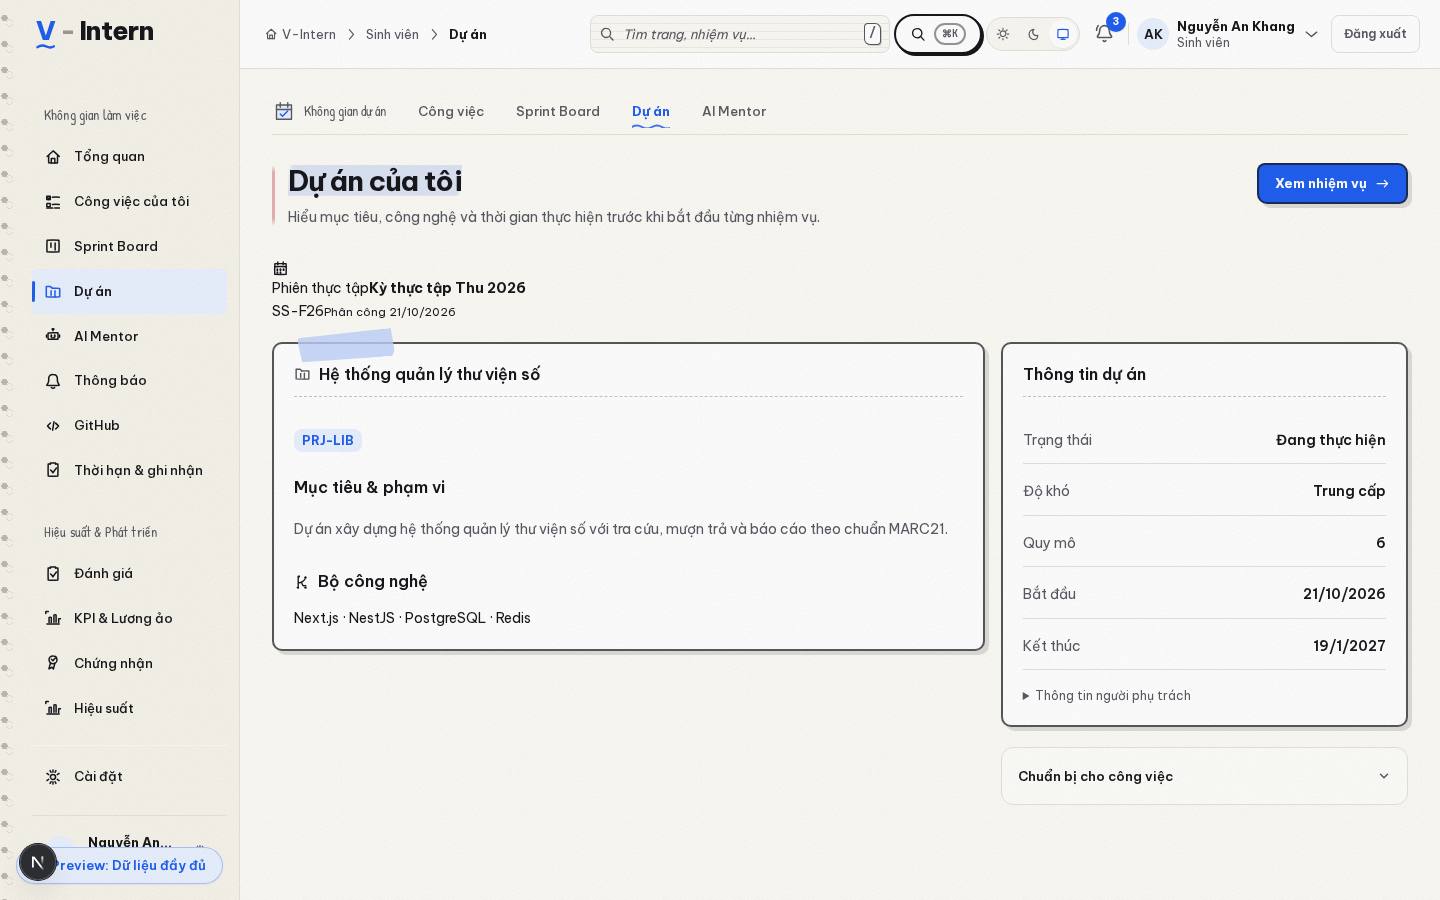 V - Intern
V-Intern > Sinh viên > Dự án
Tìm trang, nhiệm vụ... /
⌘K
3
AK
Nguyễn An Khang
Sinh viên
Đăng xuất
Không gian làm việc
Tổng quan
Công việc của tôi
Sprint Board
Dự án
AI Mentor
Thông báo
GitHub
Thời hạn & ghi nhận
Hiệu suất & Phát triển
Đánh giá
KPI & Lương ảo
Chứng nhận
Hiệu suất
Cài đặt
Nguyễn An...
Preview: Dữ liệu đầy đủ
N
Không gian dự án
Công việc
Sprint Board
Dự án
AI Mentor
Dự án của tôi
Hiểu mục tiêu, công nghệ và thời gian thực hiện trước khi bắt đầu từng nhiệm vụ.
Xem nhiệm vụ →
Phiên thực tậpKỳ thực tập Thu 2026
SS-F26Phân công 21/10/2026
Hệ thống quản lý thư viện số
PRJ-LIB
Mục tiêu & phạm vi
Dự án xây dựng hệ thống quản lý thư viện số với tra cứu, mượn trả và báo cáo theo chuẩn MARC21.
Bộ công nghệ
Next.js · NestJS · PostgreSQL · Redis
Thông tin dự án
Trạng thái Đang thực hiện
Độ khó Trung cấp
Quy mô 6
Bắt đầu 21/10/2026
Kết thúc 19/1/2027
Thông tin người phụ trách
Chuẩn bị cho công việc